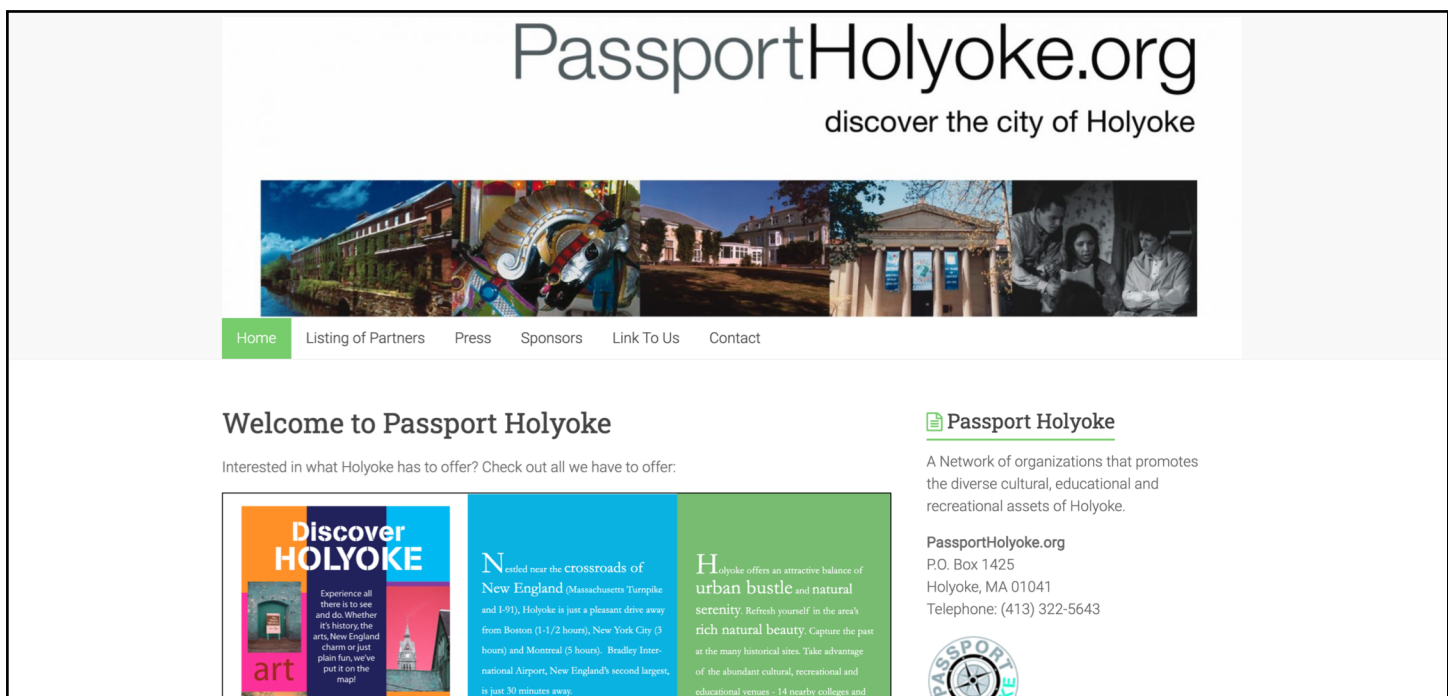 PassportHolyoke.org
discover the city of Holyoke
Home Listing of Partners Press Sponsors Link To Us Contact
Welcome to Passport Holyoke
Interested in what Holyoke has to offer? Check out all we have to offer:
Discover
HOLYOKE
Experience all
there is to see
and do. Whether
it's history, the
arts, New England
charm or just
plain fun, we've
put it on the
map!
art
Nestled near the crossroads of
New England (Massachusetts Turnpike
and I-91), Holyoke is just a pleasant drive away
from Boston (1-1/2 hours), New York City (3
hours) and Montreal (5 hours). Bradley Inter-
national Airport, New England's second largest,
is just 30 minutes away.
Holyoke offers an attractive balance of
urban bustle and natural
serenity. Refresh yourself in the area's
rich natural beauty. Capture the past
at the many historical sites. Take advantage
of the abundant cultural, recreational and
educational venues - 14 nearby colleges and
Passport Holyoke
A Network of organizations that promotes
the diverse cultural, educational and
recreational assets of Holyoke.
PassportHolyoke.org
P.O. Box 1425
Holyoke, MA 01041
Telephone: (413) 322-5643
PASSPORT